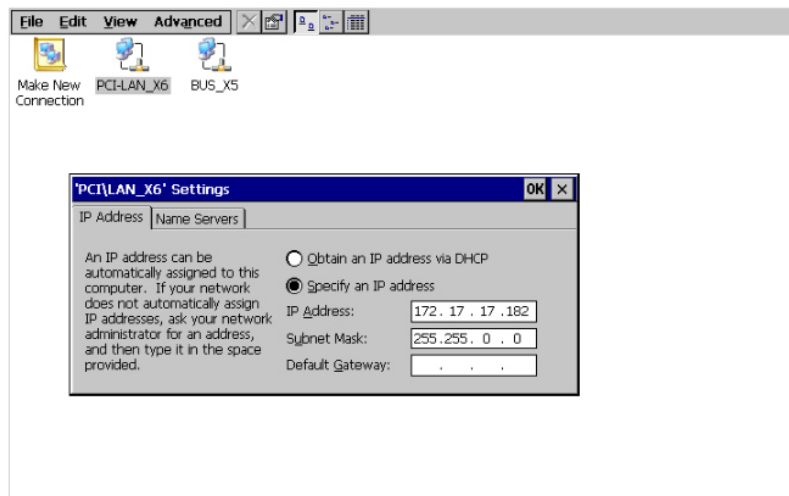 File Edit View Advanced
Make New Connection
PCI-LAN_X6
BUS_X5
'PCI\LAN_X6' Settings
OK
IP Address
Name Servers
An IP address can be
automatically assigned to this
computer. If your network
does not automatically assign
IP addresses, ask your network
administrator for an address,
and then type it in the space
provided.
Obtain an IP address via DHCP
Specify an IP address
IP Address: 172. 17 . 17 .182
Subnet Mask: 255.255. 0 . 0
Default Gateway: . . .